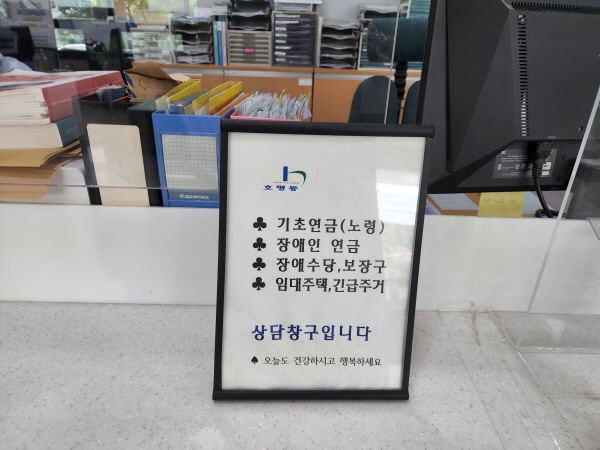 호평동
♣ 기초연금(노령)
♣ 장애인 연금
♣ 장애수당,보장구
♣ 임대주택,긴급주거
상담창구입니다
♠ 오늘도 건강하시고 행복하세요
Kapamax